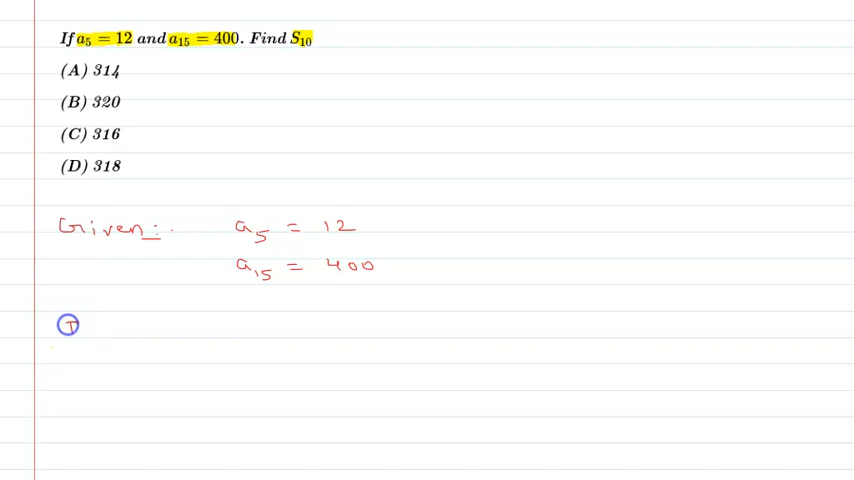 If a₅ = 12 and a₁₅ = 400. Find S₁₀
(A) 314
(B) 320
(C) 316
(D) 318
Given:. a₅ = 12
a₁₅ = 400
T